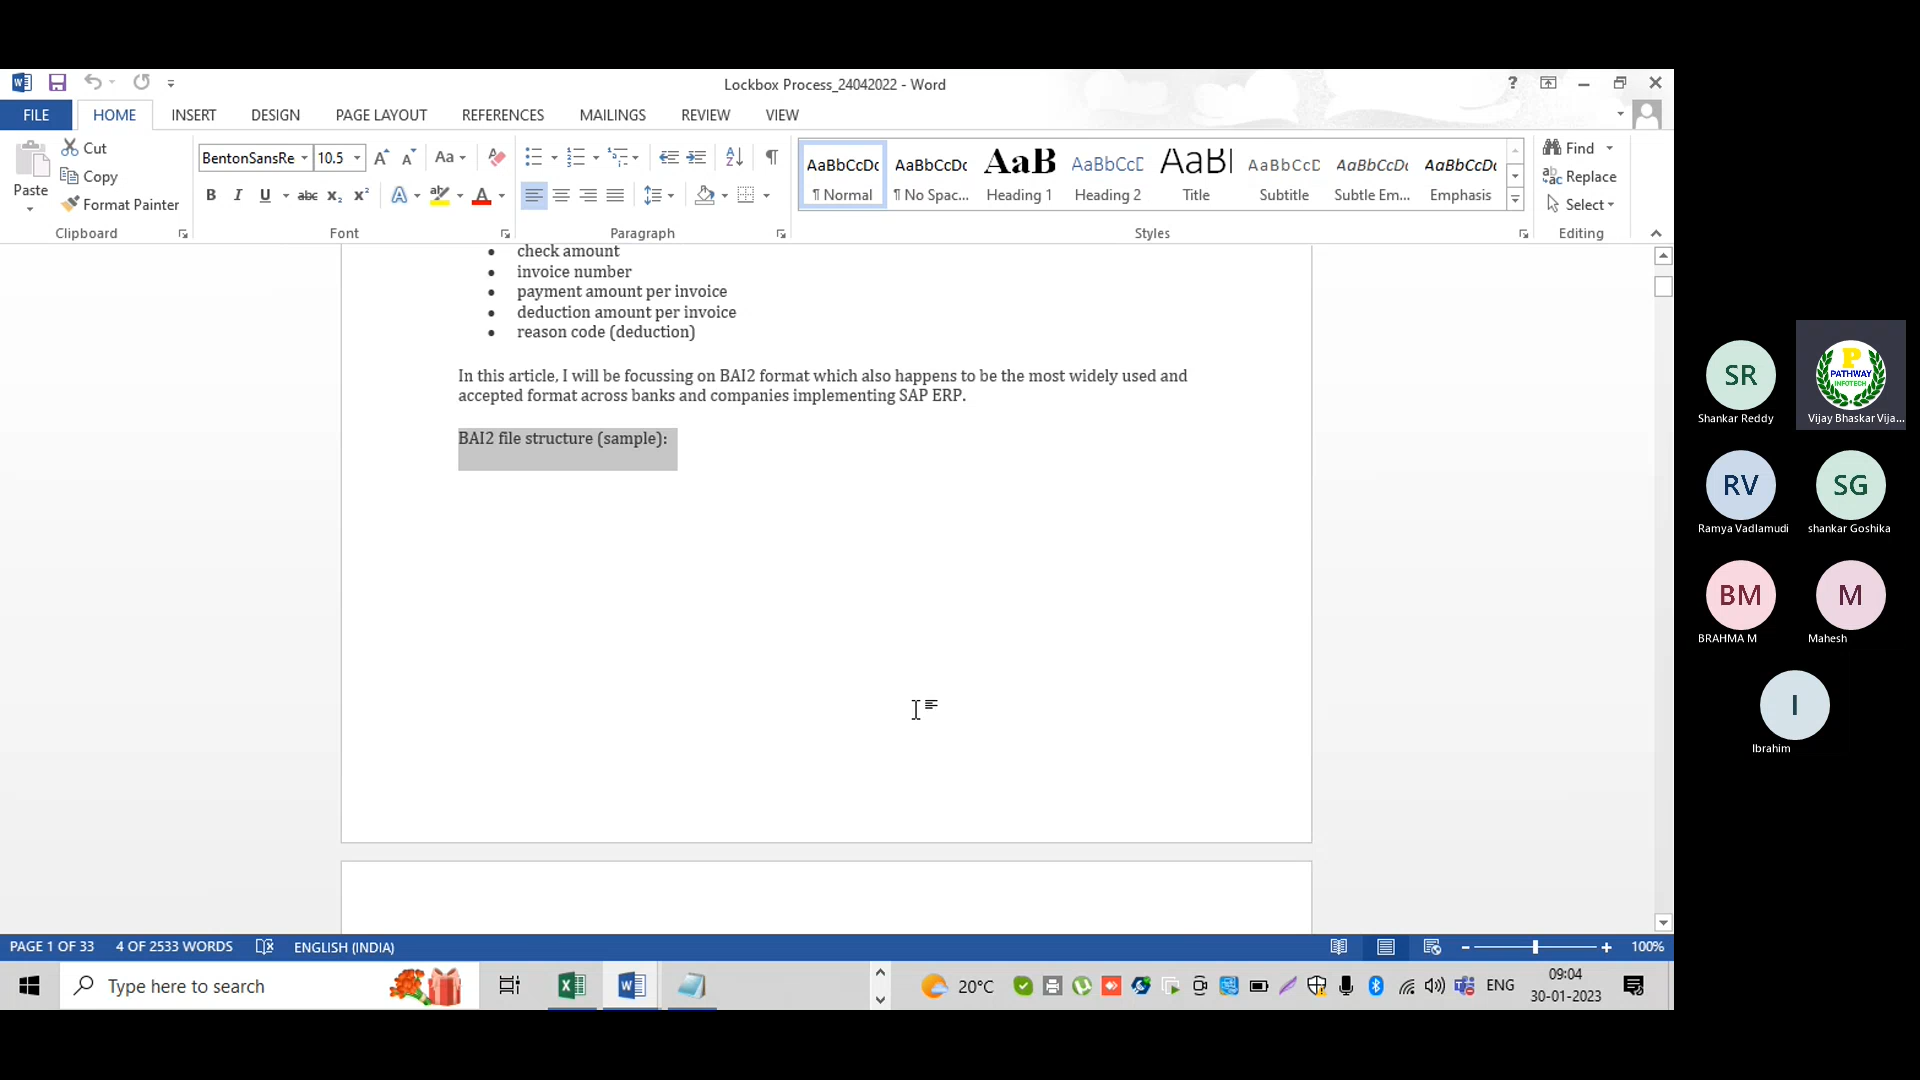 Lockbox Process_24042022 - Word
FILE HOME INSERT DESIGN PAGE LAYOUT REFERENCES MAILINGS REVIEW VIEW
Paste
Cut
Copy
Format Painter
Clipboard
BentonSansRe 10.5
Font
Paragraph
AaBbCcDc AaBbCcDc AaB AaBbCcD AaB AaBbCcD AaBbCcDc AaBbCcDc
¶ Normal ¶ No Spac... Heading 1 Heading 2 Title Subtitle Subtle Em... Emphasis
Styles
Find
Replace
Select
Editing
• check amount
• invoice number
• payment amount per invoice
• deduction amount per invoice
• reason code (deduction)
In this article, I will be focussing on BAI2 format which also happens to be the most widely used and
accepted format across banks and companies implementing SAP ERP.
BAI2 file structure (sample):
PAGE 1 OF 33 4 OF 2533 WORDS ENGLISH (INDIA) 100%
Type here to search
20°C
ENG
09:04
30-01-2023
SR
Shankar Reddy
P
PATHWAY
INFOTECH
Vijay Bhaskar Vija...
RV
Ramya Vadlamudi
SG
shankar Goshika
BM
BRAHMA M
M
Mahesh
I
Ibrahim